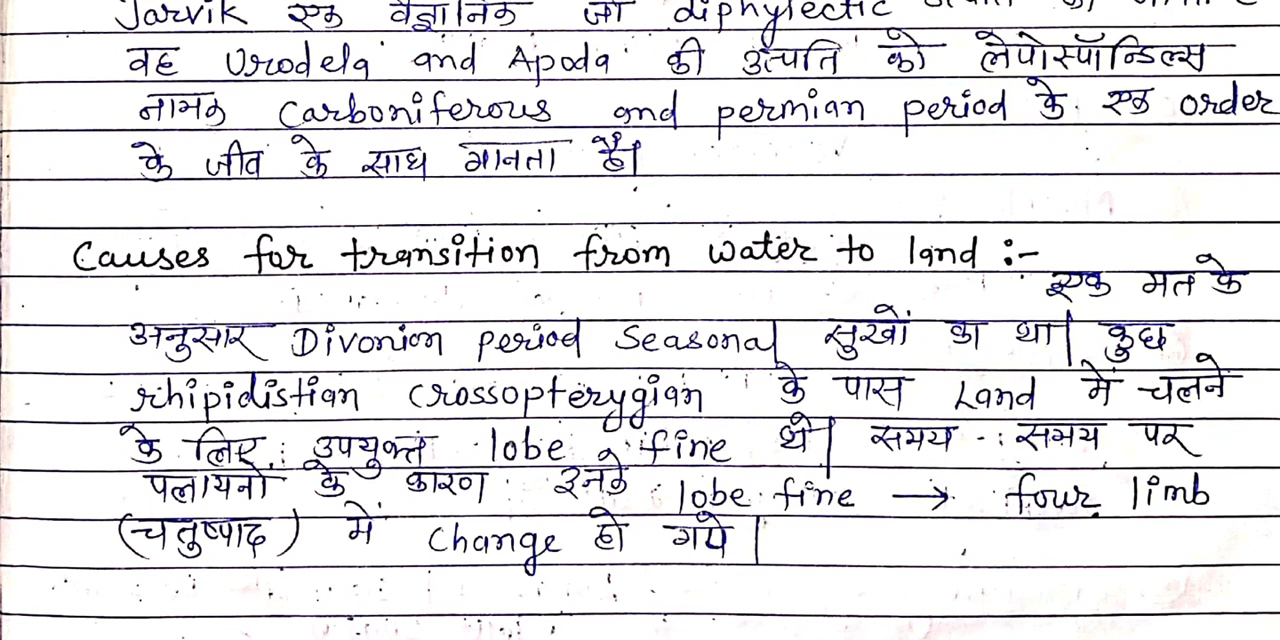 Jarvik एक वैज्ञानिक जो diphylectic
वह Urodela and Apoda की उत्पति को लेपोस्पॉन्डिल्स
नामक Carboniferous and permian period के एक order
के जीव के साथ मानता है।
Causes for transition from water to land :-
एक मत के
अनुसार Divonion period Seasonal सुखों का था। कुछ
rhipidistian Crossopterygian के पास Land में चलने
के लिए उपयुक्त lobe fine थे। समय - समय पर
पलायनो के कारण उनके lobe fine → four limb
(चतुष्पाद) में change हो गये।